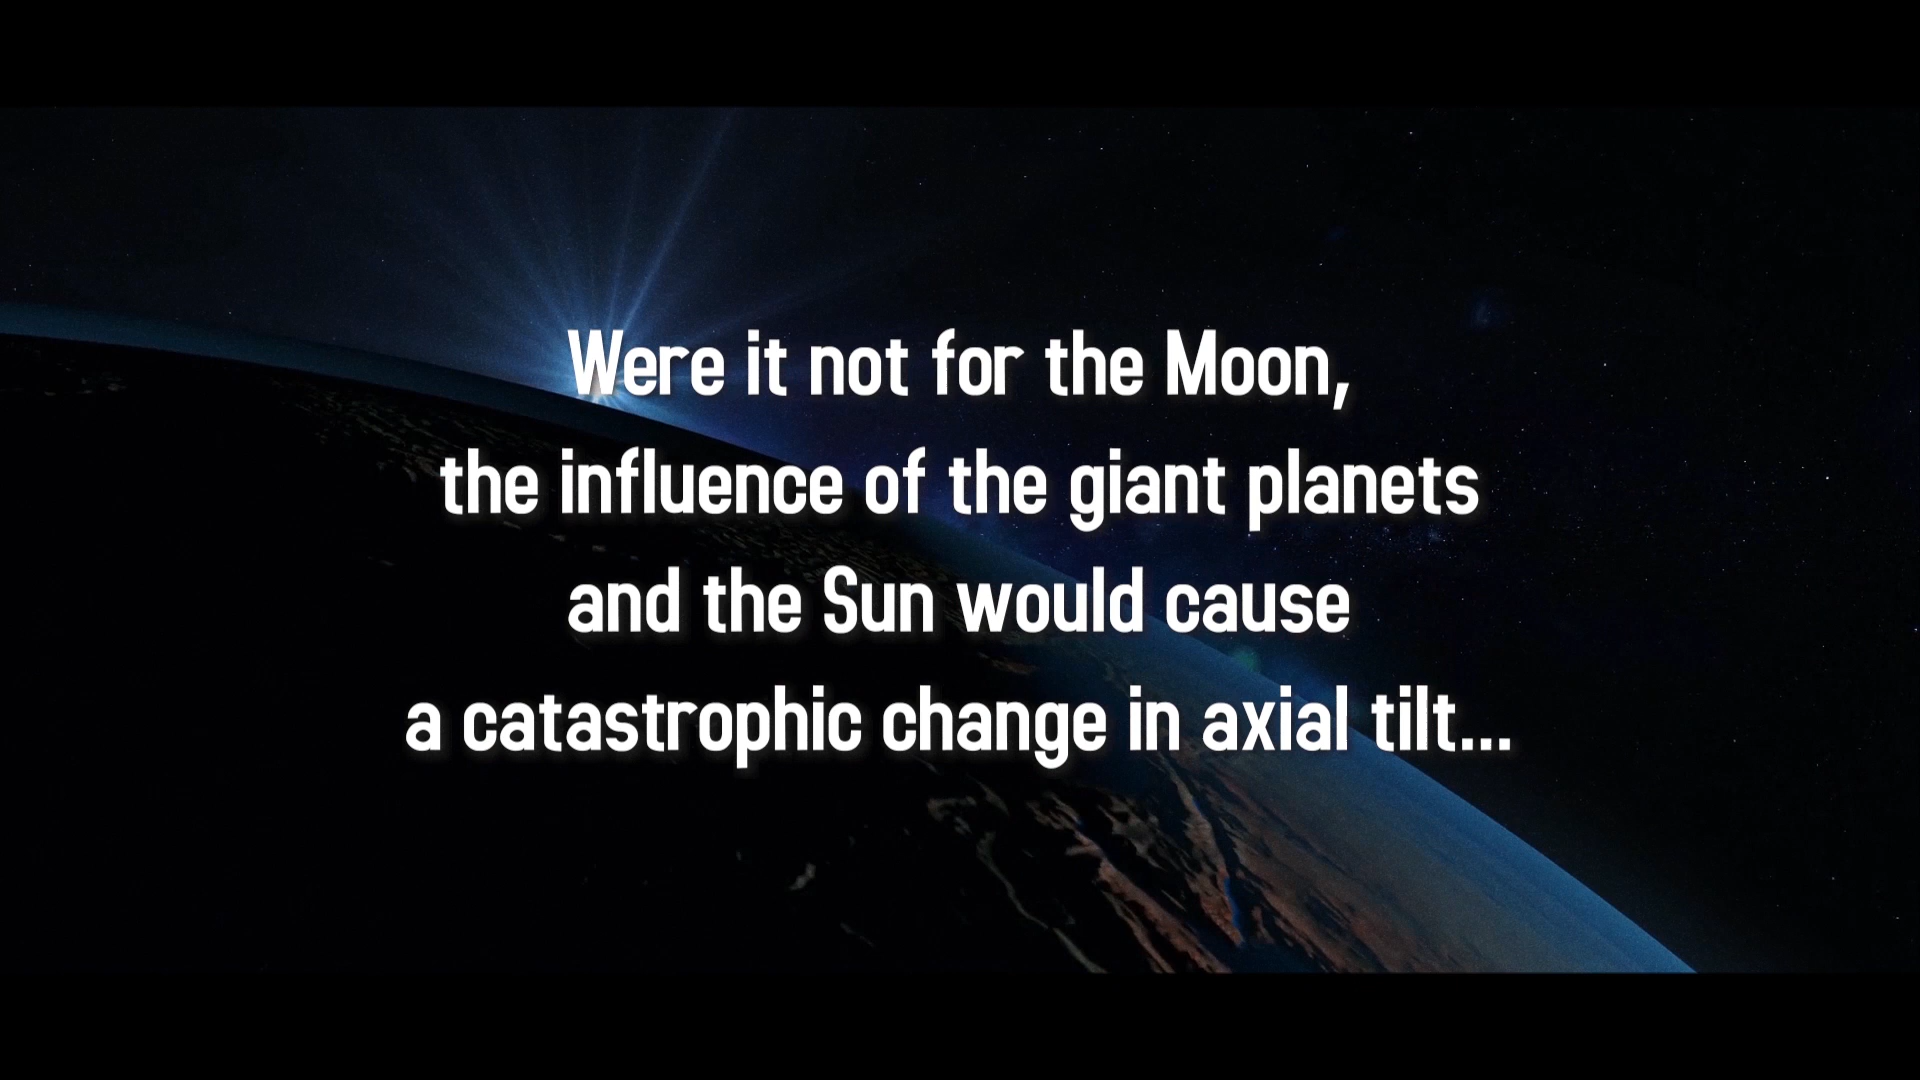 Were it not for the Moon,
the influence of the giant planets
and the Sun would cause
a catastrophic change in axial tilt...